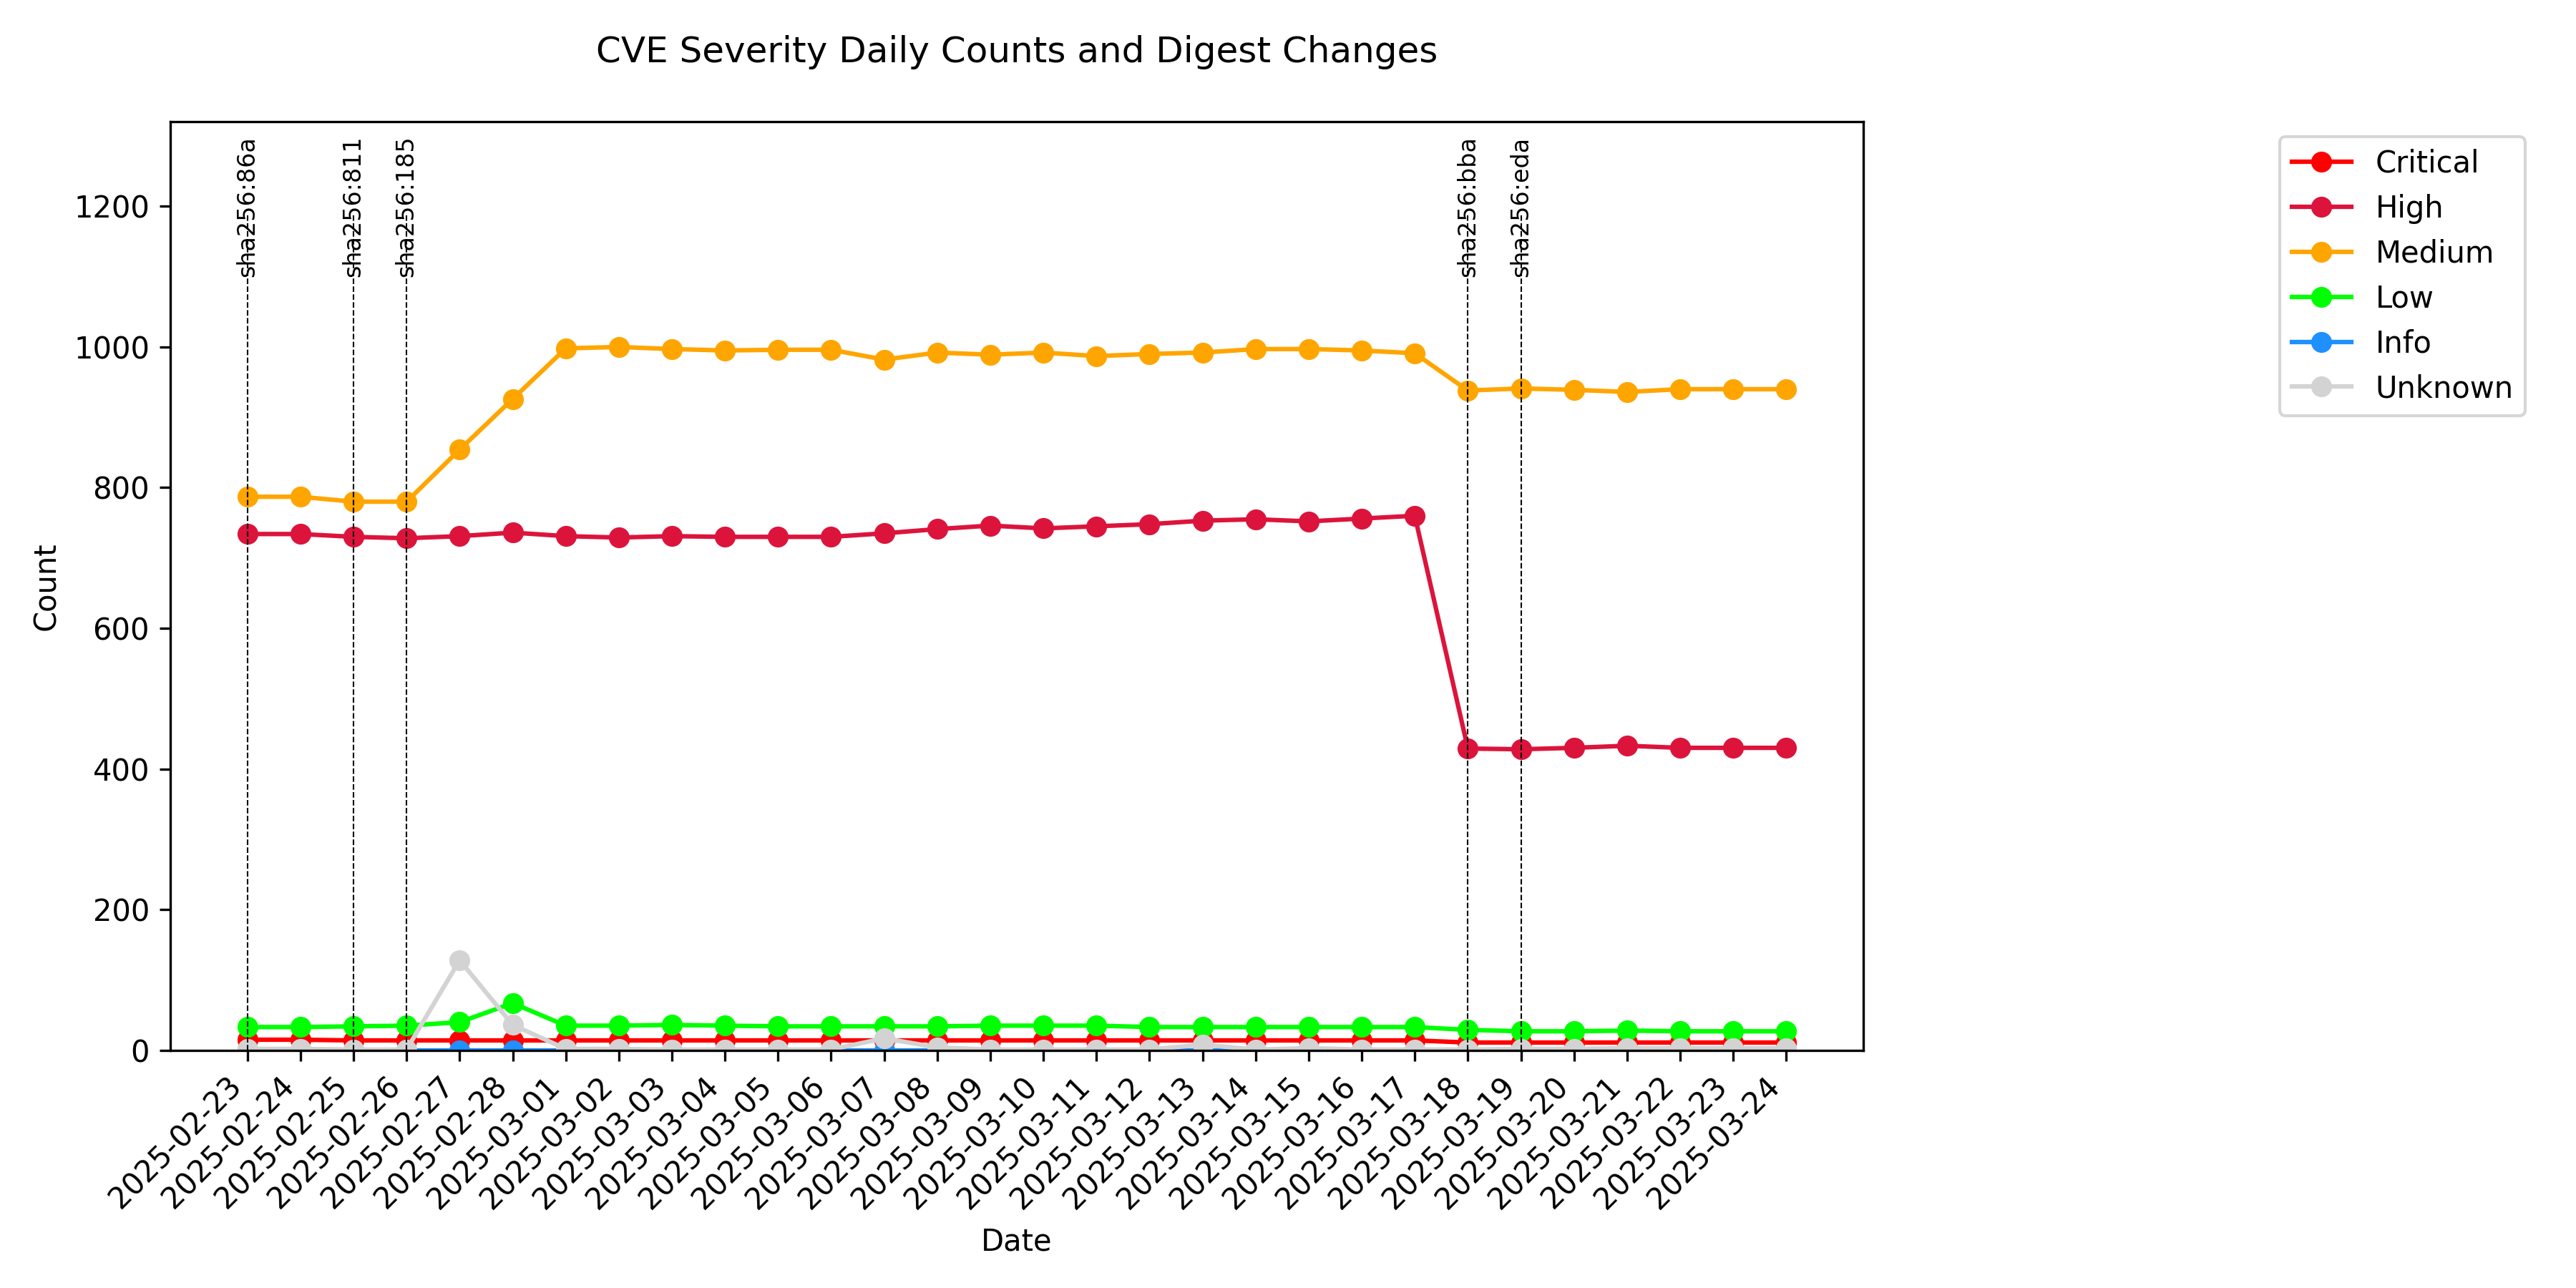 CVE Severity Daily Counts and Digest Changes
sha256:86a
sha256:811
sha256:185
sha256:bba
sha256:eda
Critical
High
Medium
Low
Info
Unknown
Count
1200
1000
800
600
400
200
0
2025-02-23
2025-02-24
2025-02-25
2025-02-26
2025-02-27
2025-02-28
2025-03-01
2025-03-02
2025-03-03
2025-03-04
2025-03-05
2025-03-06
2025-03-07
2025-03-08
2025-03-09
2025-03-10
2025-03-11
2025-03-12
2025-03-13
2025-03-14
2025-03-15
2025-03-16
2025-03-17
2025-03-18
2025-03-19
2025-03-20
2025-03-21
2025-03-22
2025-03-23
2025-03-24
Date